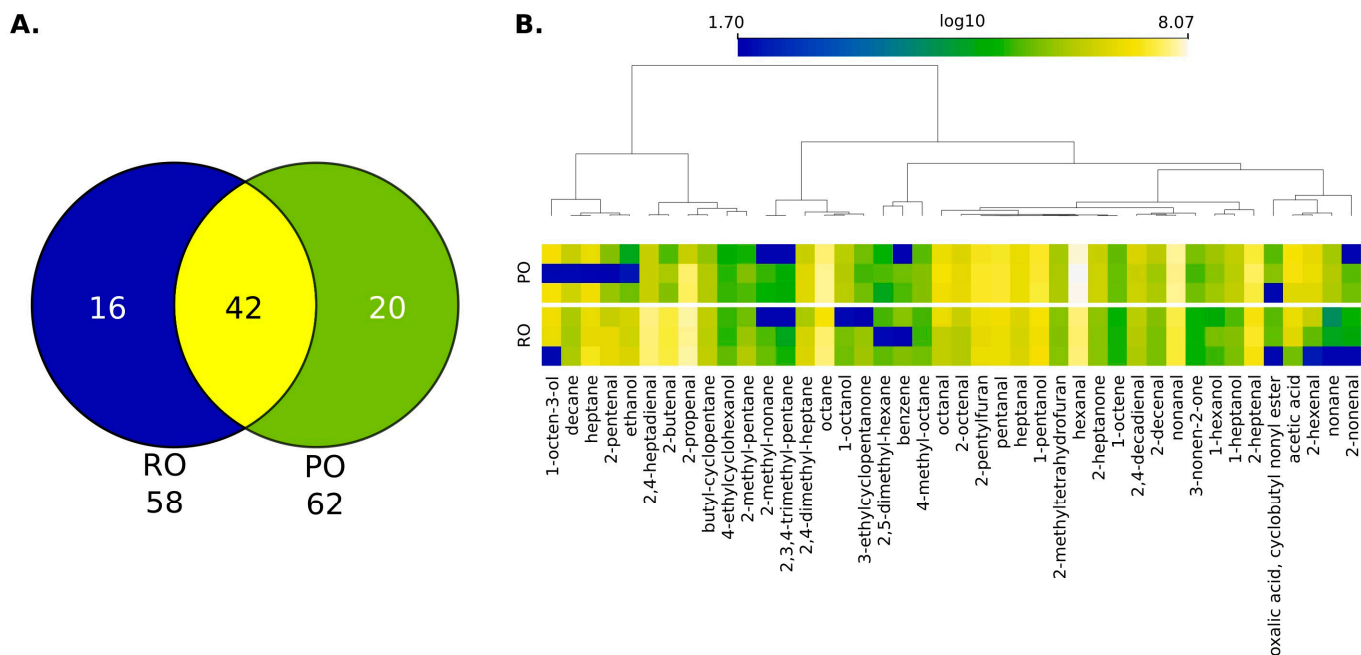 A.
B.
1.70 log10 8.07
16 42 20
RO PO
58 62
PO
RO
1-octen-3-ol
decane
heptane
2-pentenal
ethanol
2,4-heptadienal
2-butenal
2-propenal
butyl-cyclopentane
4-ethylcyclohexanol
2-methyl-pentane
2-methyl-nonane
2,3,4-trimethyl-pentane
2,4-dimethyl-heptane
octane
1-octanol
3-ethylcyclopentanone
2,5-dimethyl-hexane
benzene
4-methyl-octane
octanal
2-octenal
2-pentylfuran
pentanal
heptanal
1-pentanol
2-methyltetrahydrofuran
hexanal
2-heptanone
1-octene
2,4-decadienal
2-decenal
nonanal
3-nonen-2-one
1-hexanol
1-heptanol
2-heptenal
oxalic acid, cyclobutyl nonyl ester
acetic acid
2-hexenal
nonane
2-nonenal